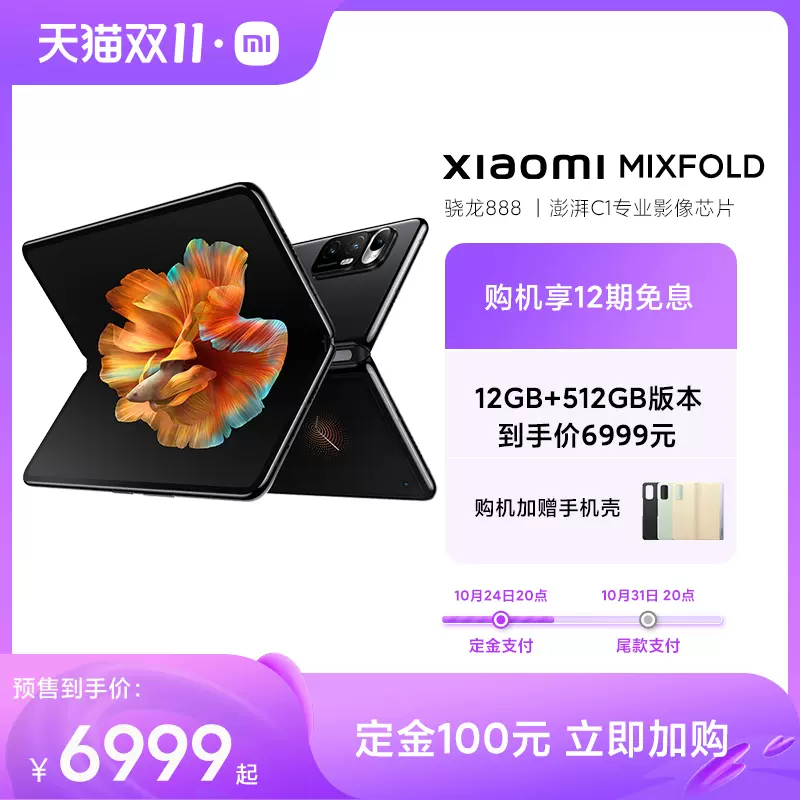 天猫双11·mi
xiaomi MIXFOLD
骁龙888 | 澎湃C1专业影像芯片
购机享12期免息
12GB+512GB版本
到手价6999元
购机加赠手机壳
10月24日20点 10月31日 20点
定金支付 尾款支付
预售到手价:
¥6999起
定金100元 立即加购